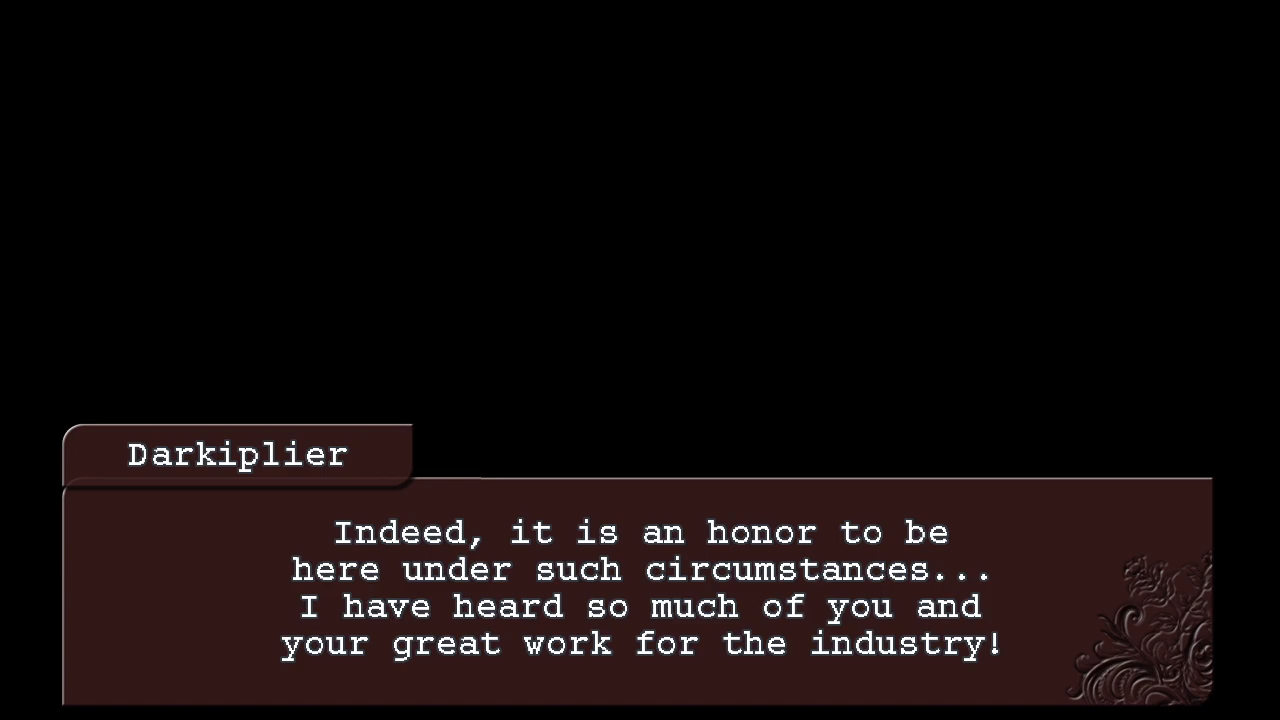 Darkiplier
Indeed, it is an honor to be
here under such circumstances...
I have heard so much of you and
your great work for the industry!